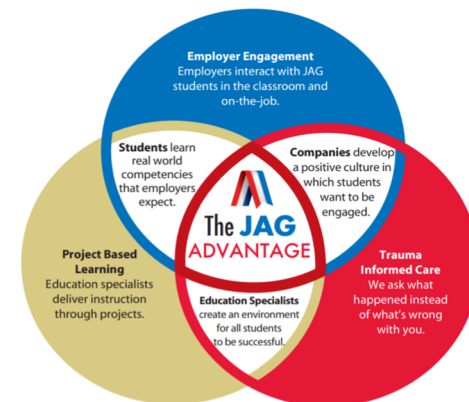 Employer Engagement
Employers interact with JAG
students in the classroom and
on-the-job.
Students learn
real world
competencies
that employers
expect.
Companies develop
a positive culture in
which students
want to be
engaged.
The JAG
ADVANTAGE
Project Based
Learning
Education specialists
deliver instruction
through projects.
Education Specialists
create an environment
for all students
to be successful.
Trauma
Informed Care
We ask what
happened instead
of what's wrong
with you.